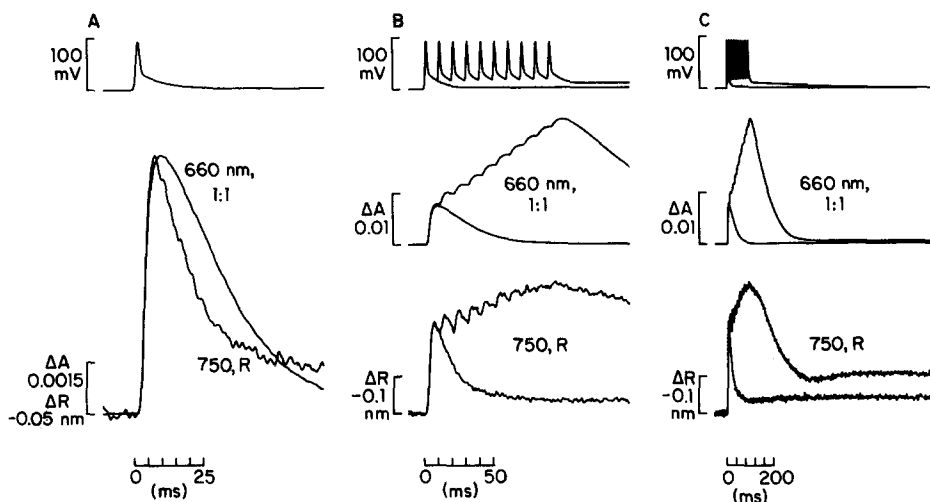 A
100
mV
660 nm,
1:1
ΔA
0.0015
ΔR
-0.05 nm
750, R
0 25
(ms)
B
100
mV
660 nm,
1:1
ΔA
0.01
750, R
ΔR
-0.1
nm
0 50
(ms)
C
100
mV
660 nm,
1:1
ΔA
0.01
750, R
ΔR
-0.1
nm
0 200
(ms)